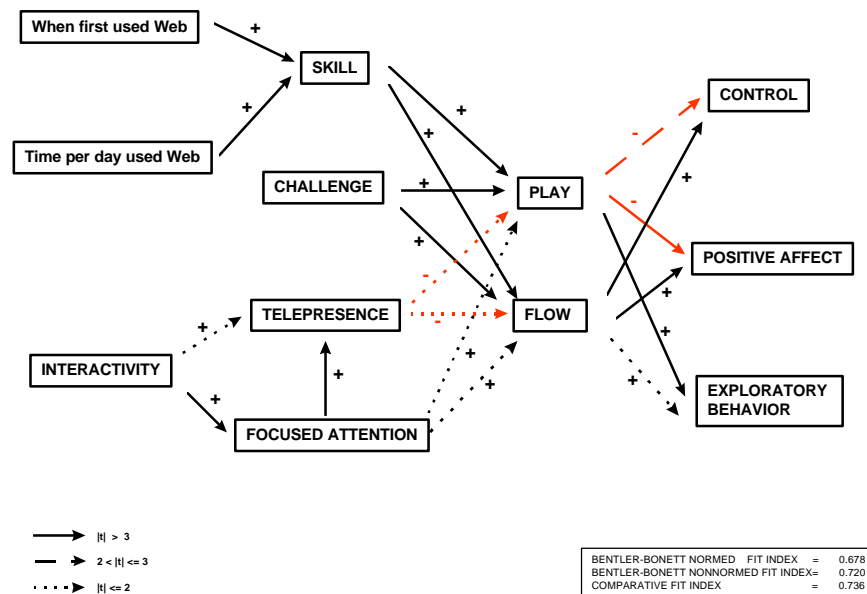 When first used Web
+
SKILL
CONTROL
+
+
-
+
+
Time per day used Web
CHALLENGE
+
PLAY
-
+
+
POSITIVE AFFECT
-
+
TELEPRESENCE
-
FLOW
+
+
INTERACTIVITY
+
+
+
+
+
EXPLORATORY
BEHAVIOR
FOCUSED ATTENTION
|t| > 3
2 < |t| <= 3
|t| <= 2
BENTLER-BONETT NORMED FIT INDEX = 0.678
BENTLER-BONETT NONNORMED FIT INDEX= 0.720
COMPARATIVE FIT INDEX = 0.736